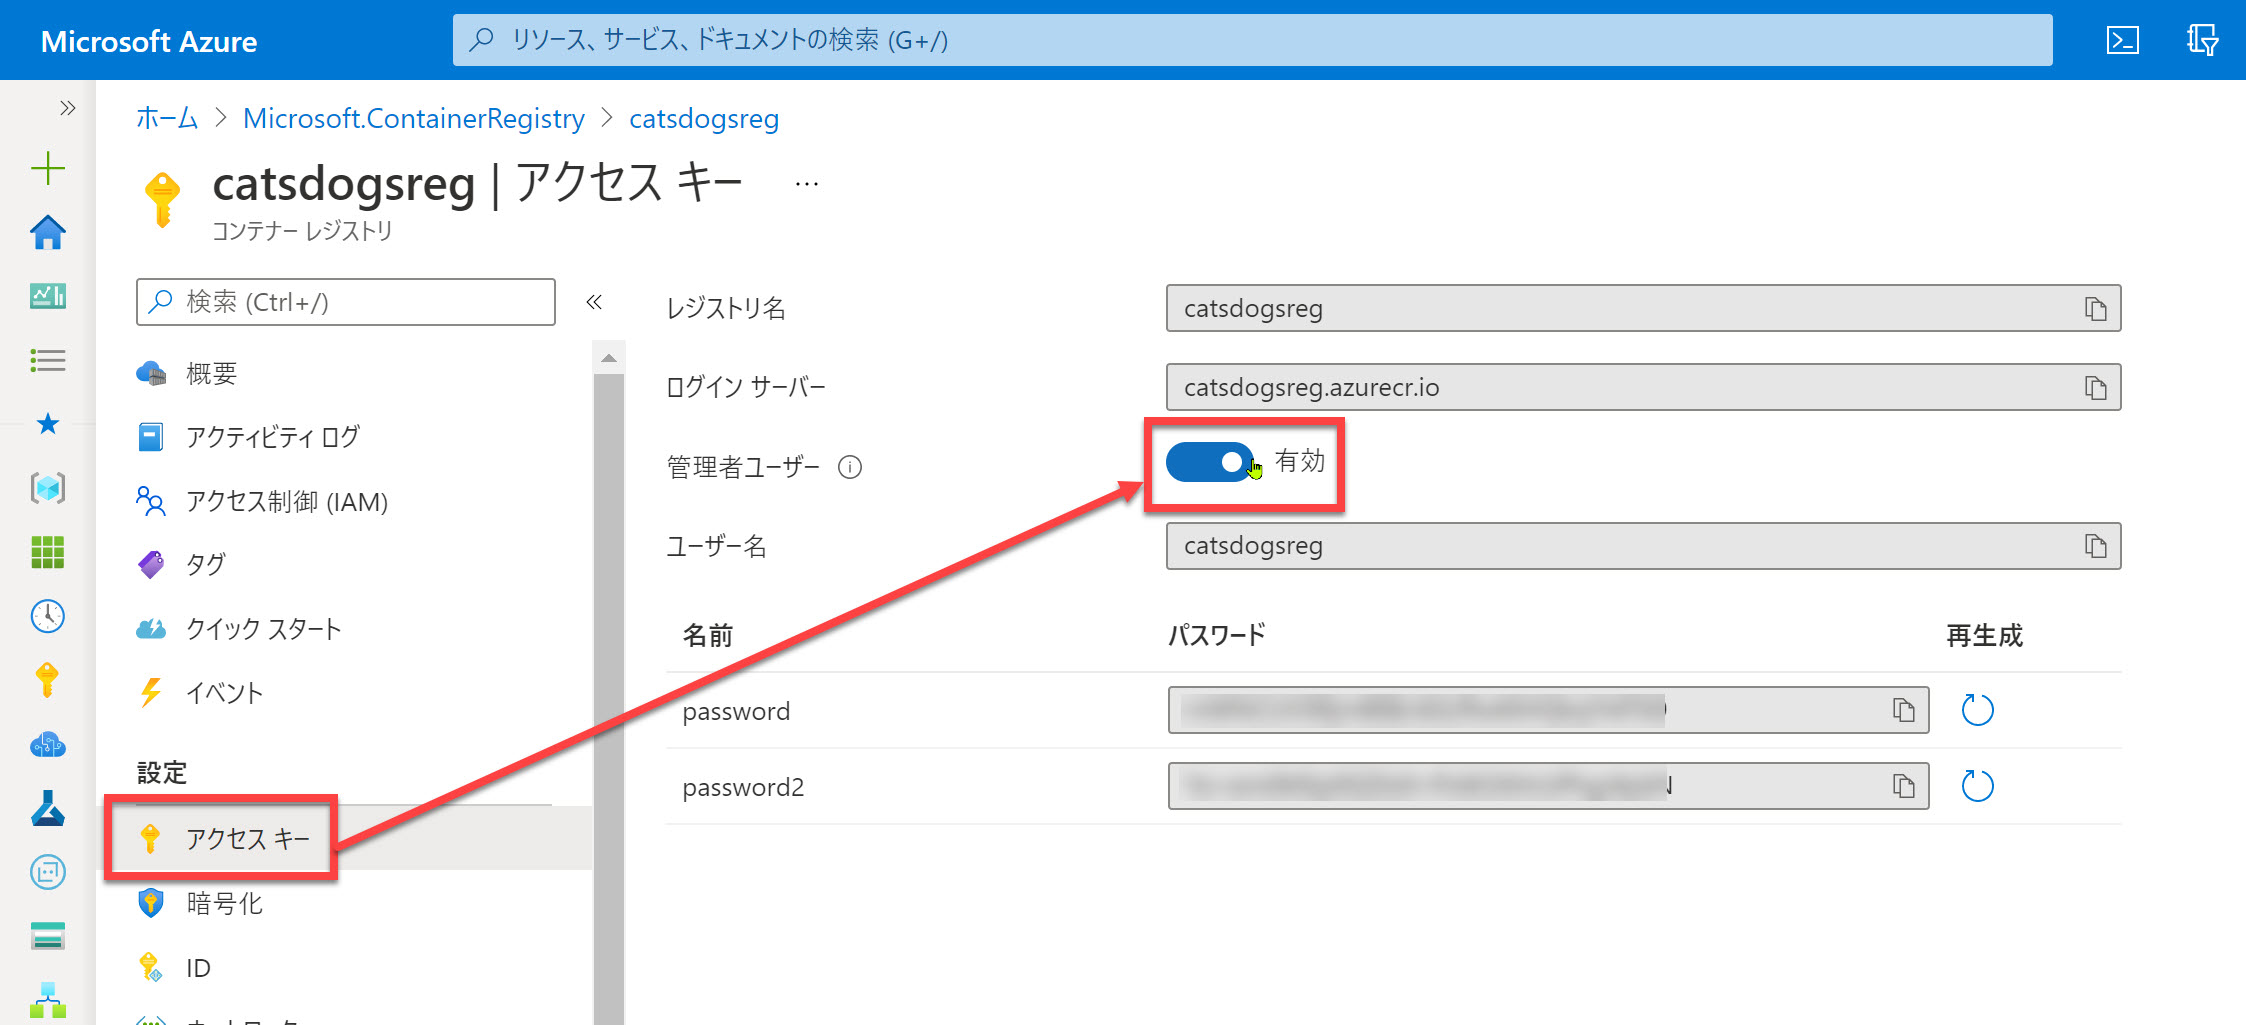 Microsoft Azure
リソース、サービス、ドキュメントの検索 (G+/)
ホーム > Microsoft.ContainerRegistry > catsdogsreg
catsdogsreg | アクセス キー …
コンテナー レジストリ
検索 (Ctrl+/)
概要
アクティビティ ログ
アクセス制御 (IAM)
タグ
クイック スタート
イベント
設定
アクセス キー
暗号化
ID
レジストリ名
catsdogsreg
ログイン サーバー
catsdogsreg.azurecr.io
管理者ユーザー
有効
ユーザー名
catsdogsreg
名前 パスワード 再生成
password
password2